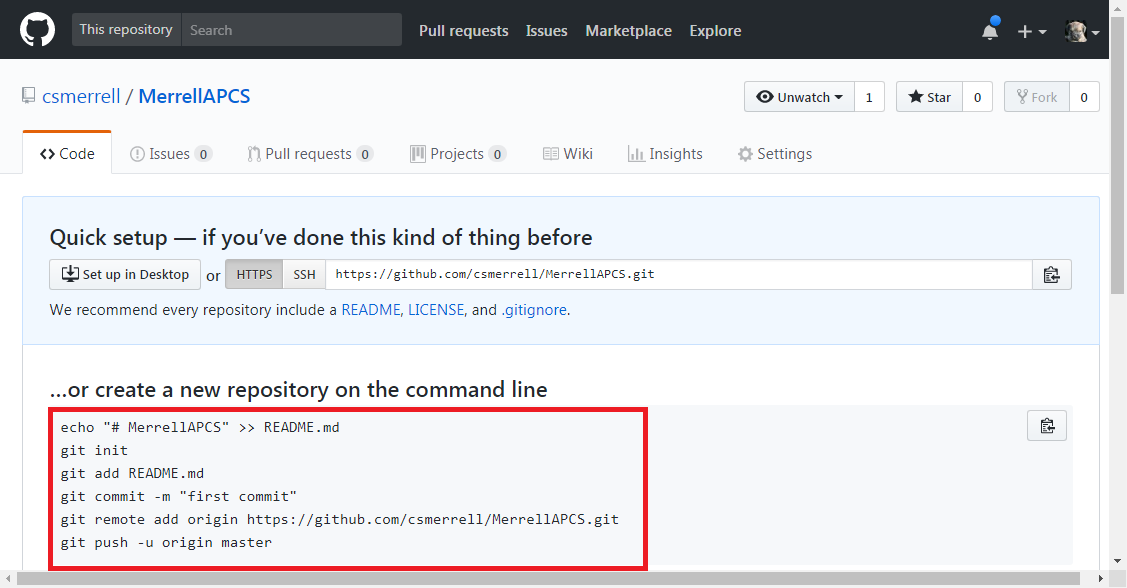 This repository Search Pull requests Issues Marketplace Explore
csmerrell / MerrellAPCS Unwatch 1 Star 0 Fork 0
Code Issues 0 Pull requests 0 Projects 0 Wiki Insights Settings
Quick setup — if you’ve done this kind of thing before
Set up in Desktop or HTTPS SSH https://github.com/csmerrell/MerrellAPCS.git
We recommend every repository include a README, LICENSE, and .gitignore.
…or create a new repository on the command line
echo "# MerrellAPCS" >> README.md
git init
git add README.md
git commit -m "first commit"
git remote add origin https://github.com/csmerrell/MerrellAPCS.git
git push -u origin master